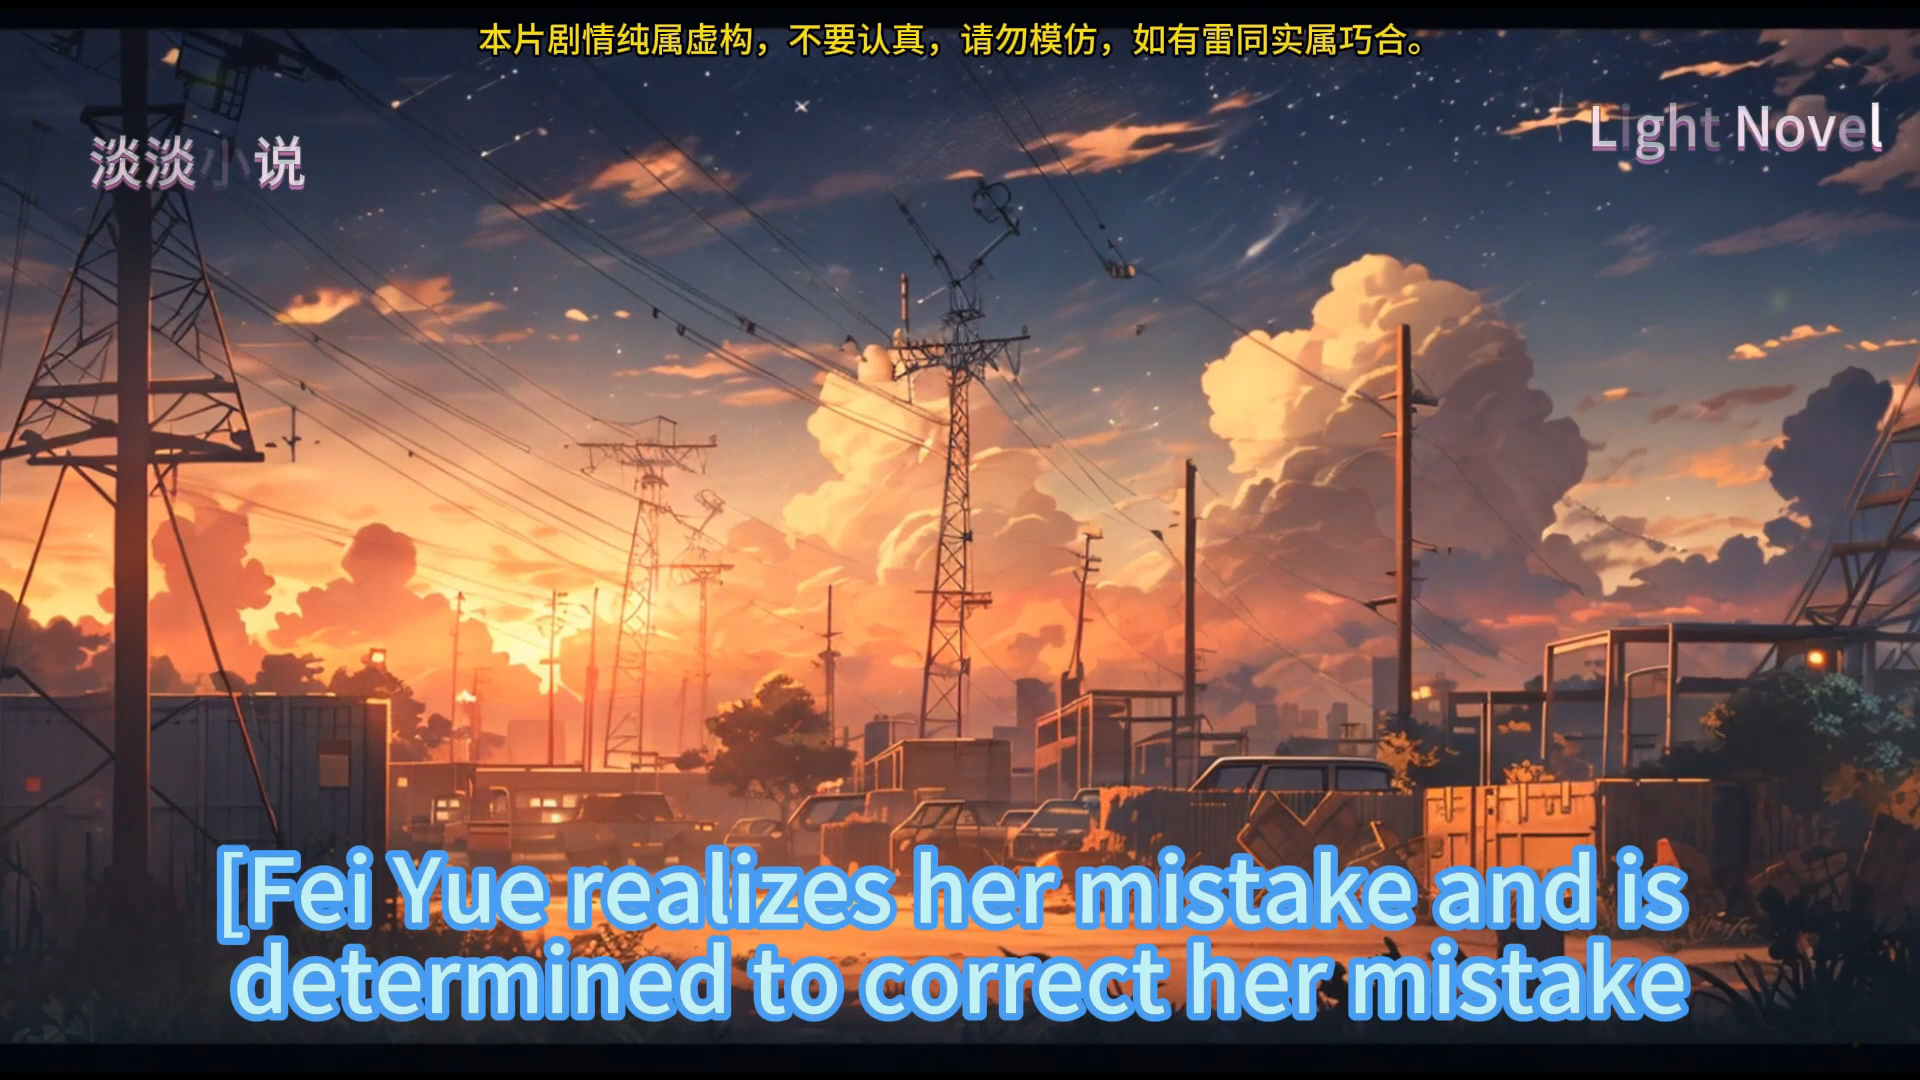 本片剧情纯属虚构，不要认真，请勿模仿，如有雷同实属巧合。
淡淡小说
Light Novel
[Fei Yue realizes her mistake and is
determined to correct her mistake